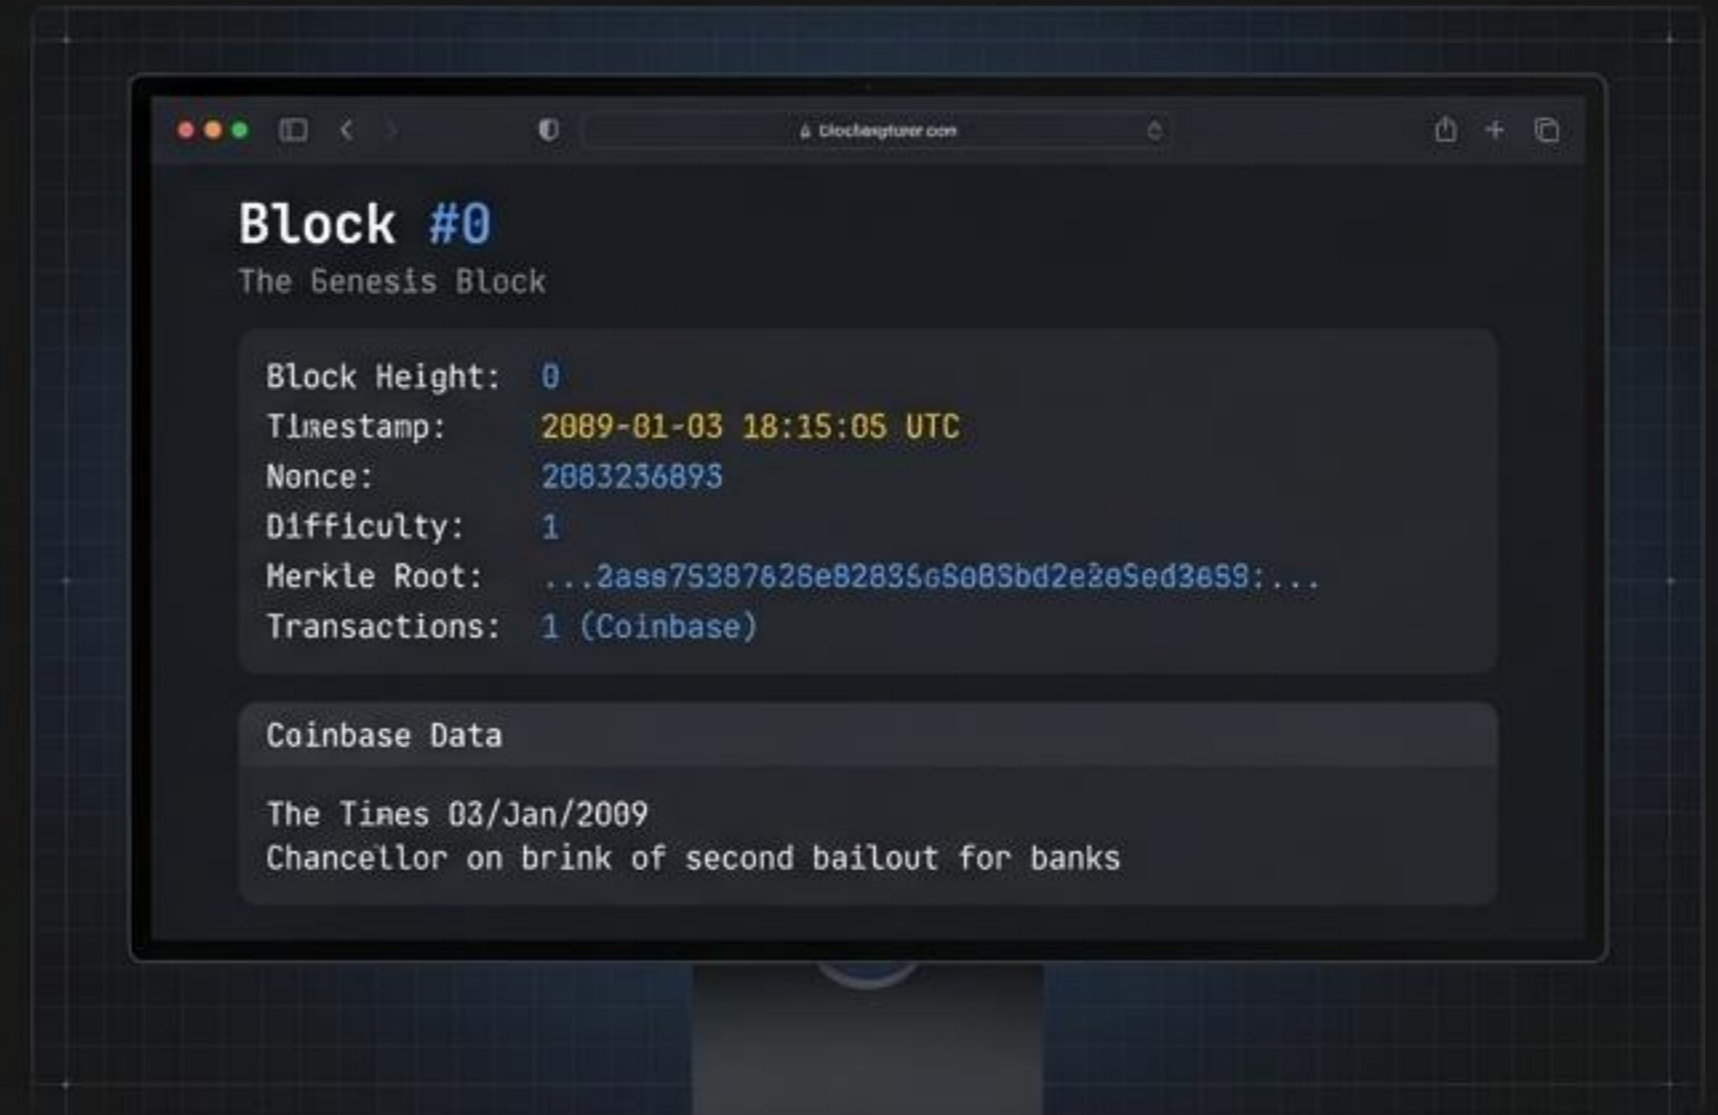 Block #0
The Genesis Block
Block Height: 0
Timestamp: 2009-01-03 18:15:05 UTC
Nonce: 2083236893
Difficulty: 1
Merkle Root:
Transactions: 1 (Coinbase)
Coinbase Data
The Times 03/Jan/2009
Chancellor on brink of second bailout for banks